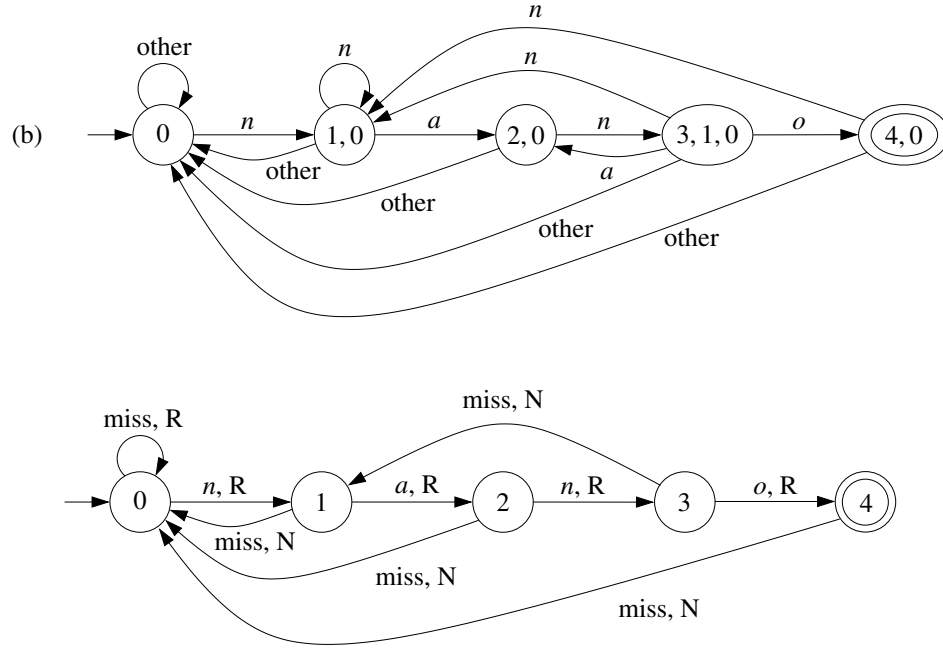 n
other n n
(b) 0 n 1, 0 a 2, 0 n 3, 1, 0 o 4, 0
other a
other
other other
miss, N
miss, R
0 n, R 1 a, R 2 n, R 3 o, R 4
miss, N
miss, N
miss, N